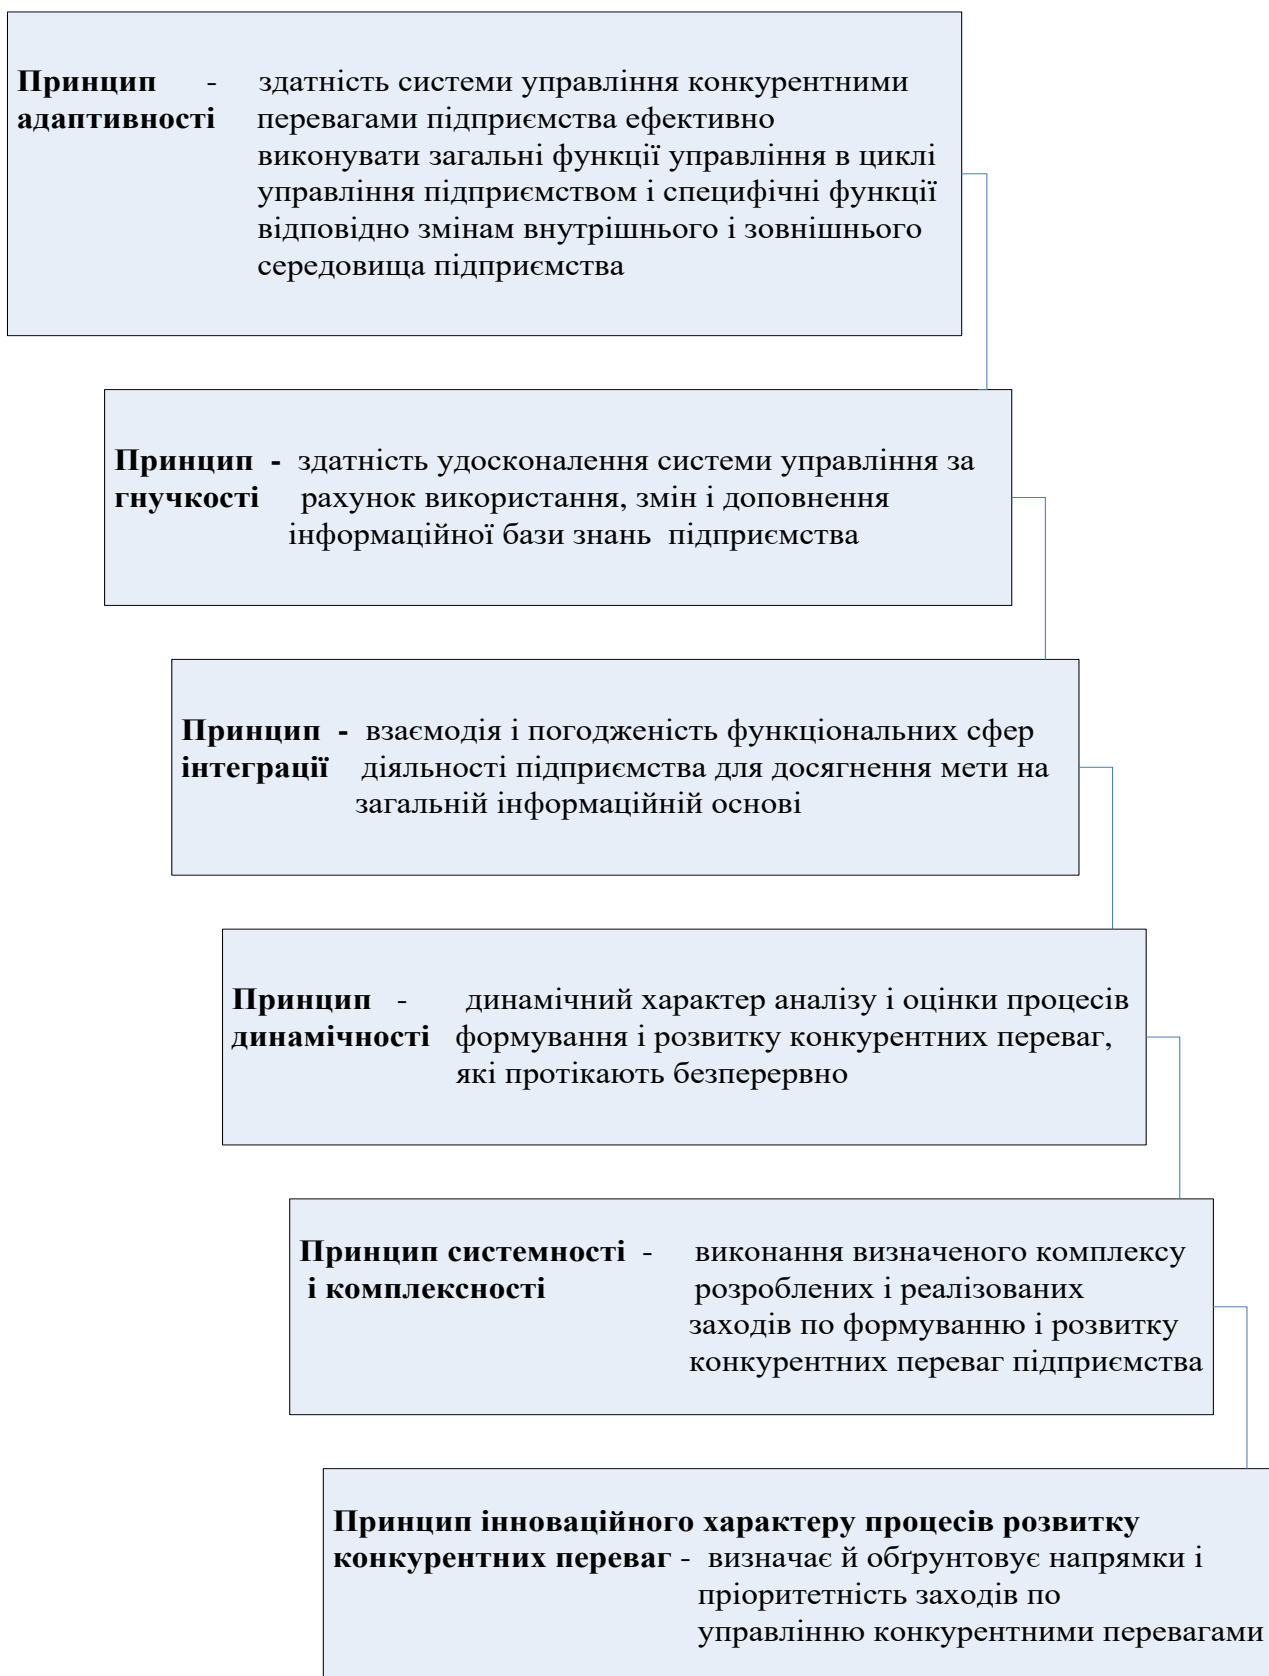 Принцип - здатність системи управління конкурентними
адаптивності перевагами підприємства ефективно
виконувати загальні функції управління в циклі
управління підприємством і специфічні функції
відповідно змінам внутрішнього і зовнішнього
середовища підприємства
Принцип - здатність удосконалення системи управління за
гнучкості рахунок використання, змін і доповнення
інформаційної бази знань підприємства
Принцип - взаємодія і погодженість функціональних сфер
інтеграції діяльності підприємства для досягнення мети на
загальній інформаційній основі
Принцип - динамічний характер аналізу і оцінки процесів
динамічності формування і розвитку конкурентних переваг,
які протікають безперервно
Принцип системності - виконання визначеного комплексу
і комплексності розроблених і реалізованих
заходів по формуванню і розвитку
конкурентних переваг підприємства
Принцип інноваційного характеру процесів розвитку
конкурентних переваг - визначає й обґрунтовує напрямки і
пріоритетність заходів по
управлінню конкурентними перевагами